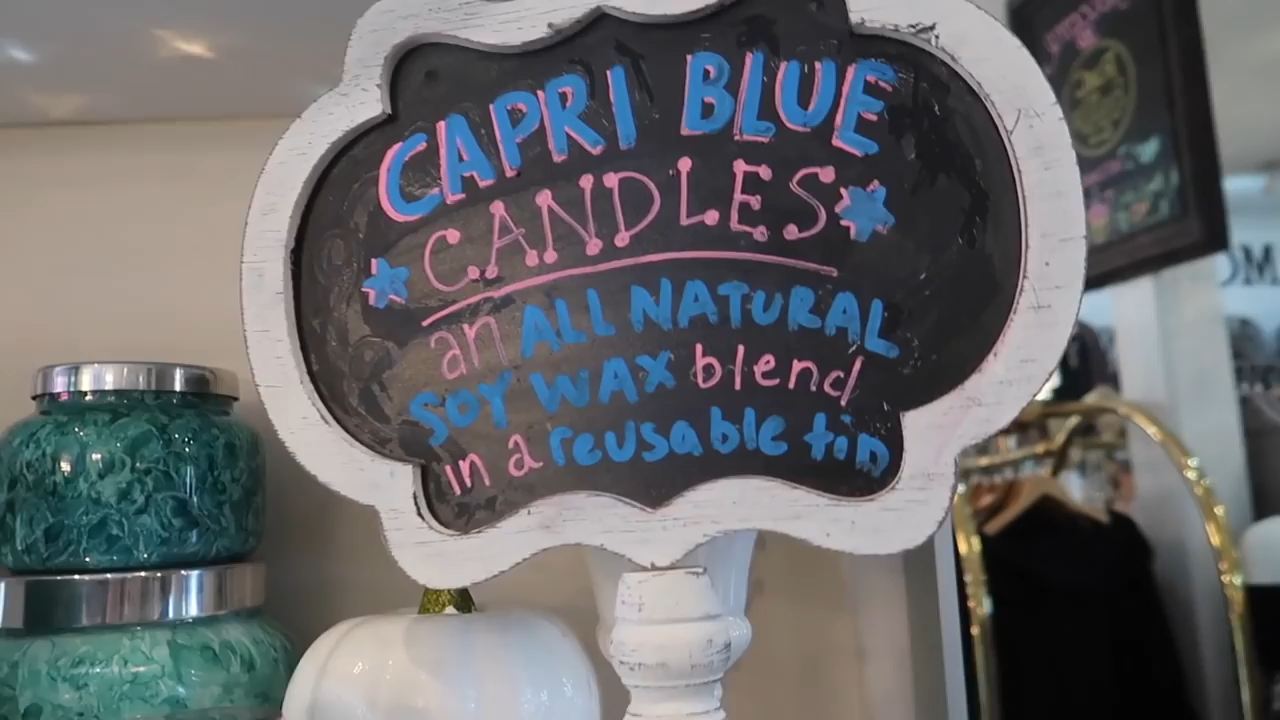 CAPRI BLUE
CANDLES
an ALL NATURAL
SOY WAX blend
in a reusable tin